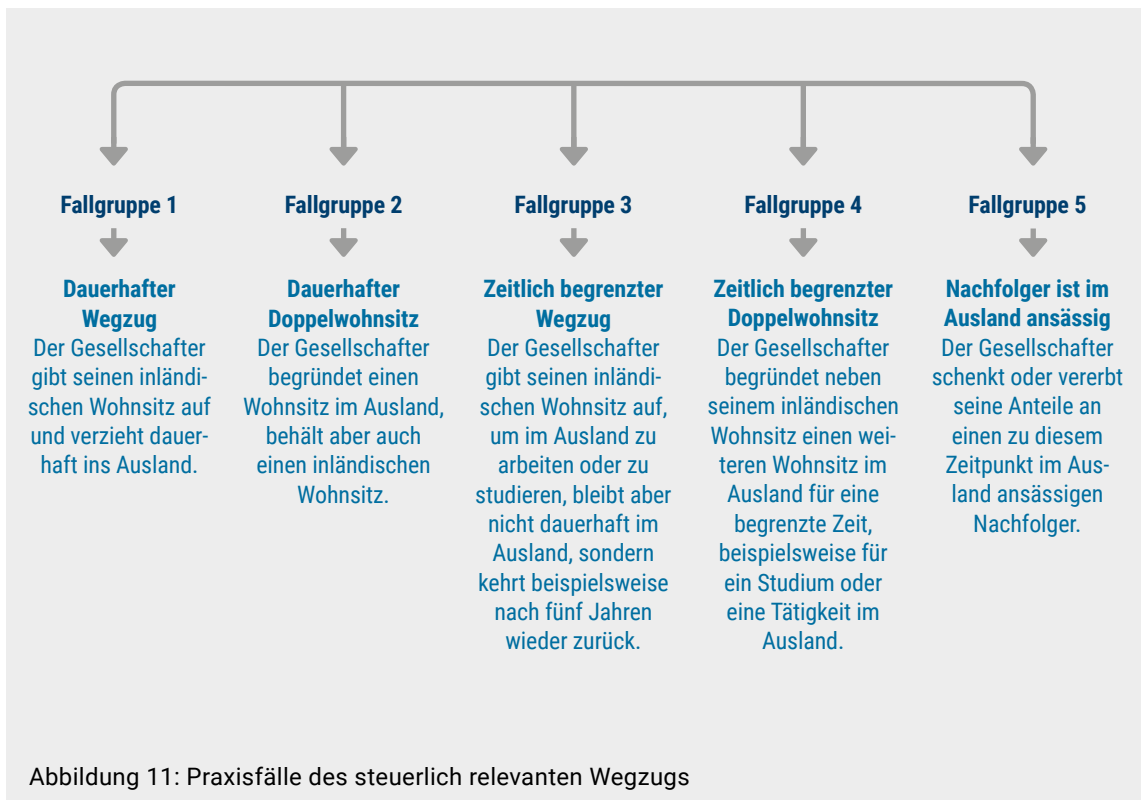 Fallgruppe 1
Dauerhafter
Wegzug
Der Gesellschafter
gibt seinen inländi-
schen Wohnsitz auf
und verzieht dauer-
haft ins Ausland.
Fallgruppe 2
Dauerhafter
Doppelwohnsitz
Der Gesellschafter
begründet einen
Wohnsitz im Ausland,
behält aber auch
einen inländischen
Wohnsitz.
Fallgruppe 3
Zeitlich begrenzter
Wegzug
Der Gesellschafter
gibt seinen inländi-
schen Wohnsitz auf,
um im Ausland zu
arbeiten oder zu
studieren, bleibt aber
nicht dauerhaft im
Ausland, sondern
kehrt beispielsweise
nach fünf Jahren
wieder zurück.
Fallgruppe 4
Zeitlich begrenzter
Doppelwohnsitz
Der Gesellschafter
begründet neben
seinem inländischen
Wohnsitz einen wei-
teren Wohnsitz im
Ausland für eine
begrenzte Zeit,
beispielsweise für
ein Studium oder
eine Tätigkeit im
Ausland.
Fallgruppe 5
Nachfolger ist im
Ausland ansässig
Der Gesellschafter
schenkt oder vererbt
seine Anteile an
einen zu diesem
Zeitpunkt im Aus-
land ansässigen
Nachfolger.
Abbildung 11: Praxisfälle des steuerlich relevanten Wegzugs